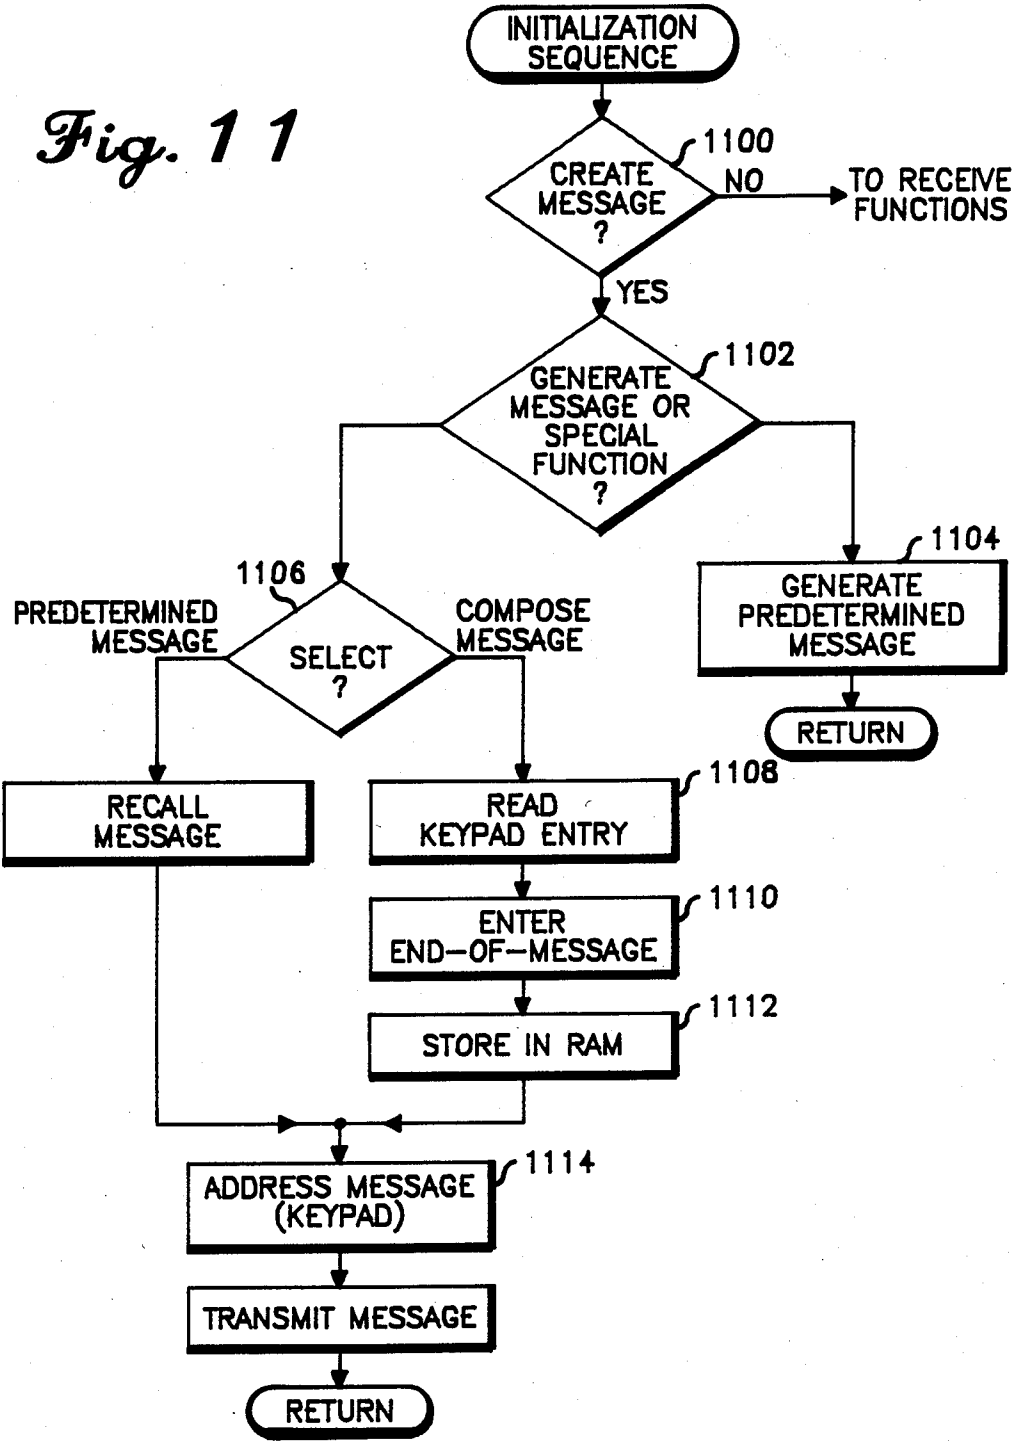 INITIALIZATION
SEQUENCE
Fig. 11
1100
CREATE
MESSAGE
?
NO
TO RECEIVE
FUNCTIONS
YES
1102
GENERATE
MESSAGE OR
SPECIAL
FUNCTION
?
1104
GENERATE
PREDETERMINED
MESSAGE
RETURN
1106
PREDETERMINED
MESSAGE
SELECT
?
COMPOSE
MESSAGE
RECALL
MESSAGE
1108
READ
KEYPAD ENTRY
1110
ENTER
END-OF-MESSAGE
1112
STORE IN RAM
1114
ADDRESS MESSAGE
(KEYPAD)
TRANSMIT MESSAGE
RETURN